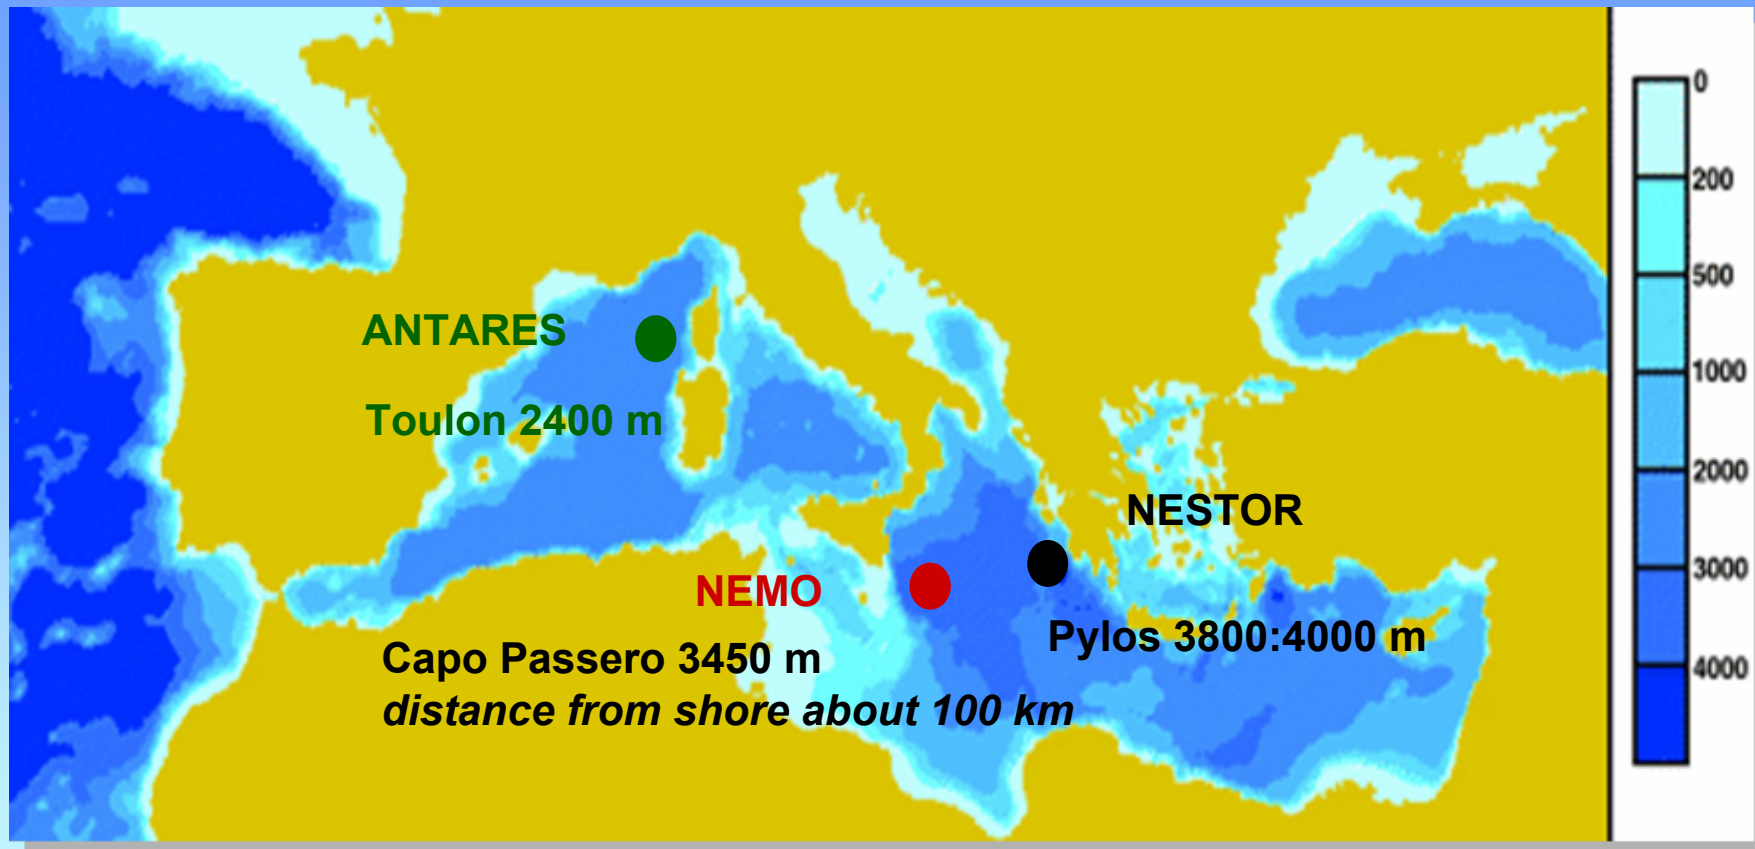 ANTARES
Toulon 2400 m
NESTOR
Pylos 3800:4000 m
NEMO
Capo Passero 3450 m
distance from shore about 100 km
0
200
500
1000
2000
3000
4000